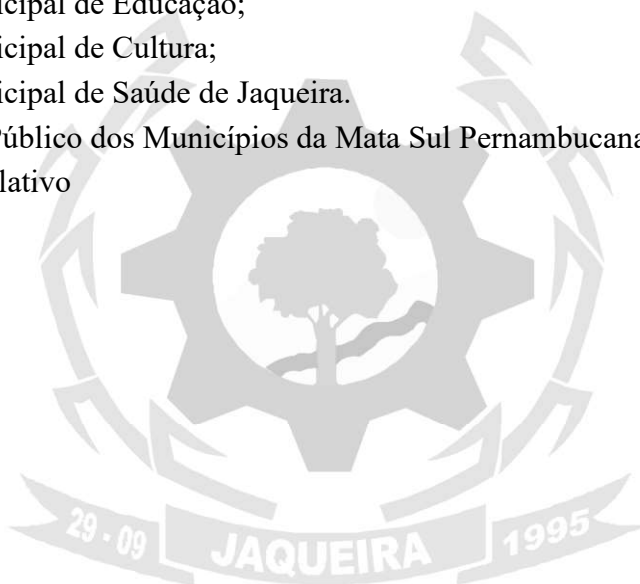 icipal de Educação;
icipal de Cultura;
icipal de Saúde de Jaqueira.
Público dos Municípios da Mata Sul Pernambucana
lativo
29 - 09 JAQUEIRA 1995